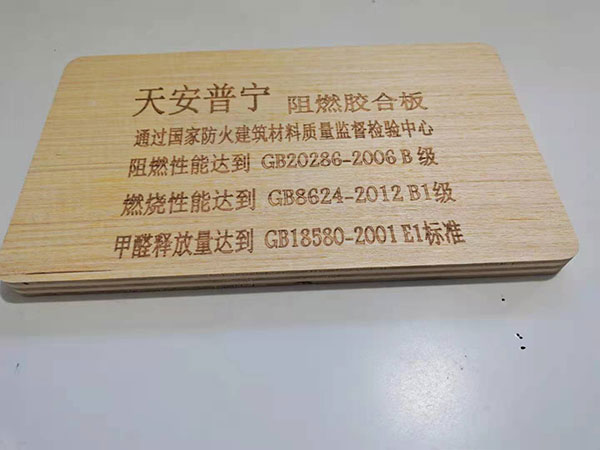 天安普宁 阻燃胶合板
通过国家防火建筑材料质量监督检验中心
阻燃性能达到 GB20286-2006 B 级
燃烧性能达到 GB8624-2012 B1级
甲醛释放量达到 GB18580-2001 E1标准